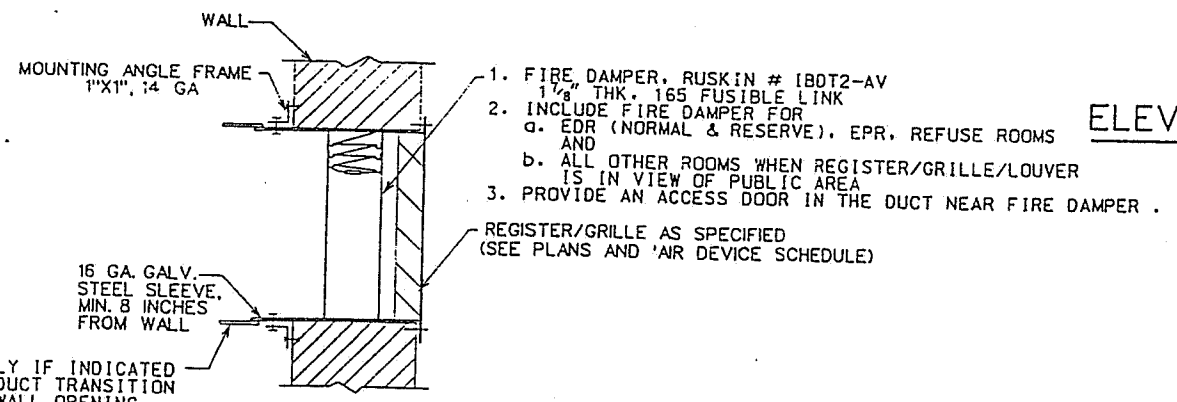 WALL
MOUNTING ANGLE FRAME
1"X1", 14 GA
1. FIRE DAMPER, RUSKIN # IBDT2-AV
1 7/8" THK. 165 FUSIBLE LINK
2. INCLUDE FIRE DAMPER FOR
a. EDR (NORMAL & RESERVE), EPR, REFUSE ROOMS
AND
b. ALL OTHER ROOMS WHEN REGISTER/GRILLE/LOUVER
IS IN VIEW OF PUBLIC AREA
3. PROVIDE AN ACCESS DOOR IN THE DUCT NEAR FIRE DAMPER .
ELEV
REGISTER/GRILLE AS SPECIFIED
(SEE PLANS AND 'AIR DEVICE SCHEDULE)
16 GA. GALV.
STEEL SLEEVE,
MIN. 8 INCHES
FROM WALL
LY IF INDICATED
DUCT TRANSITION
WALL OPENING